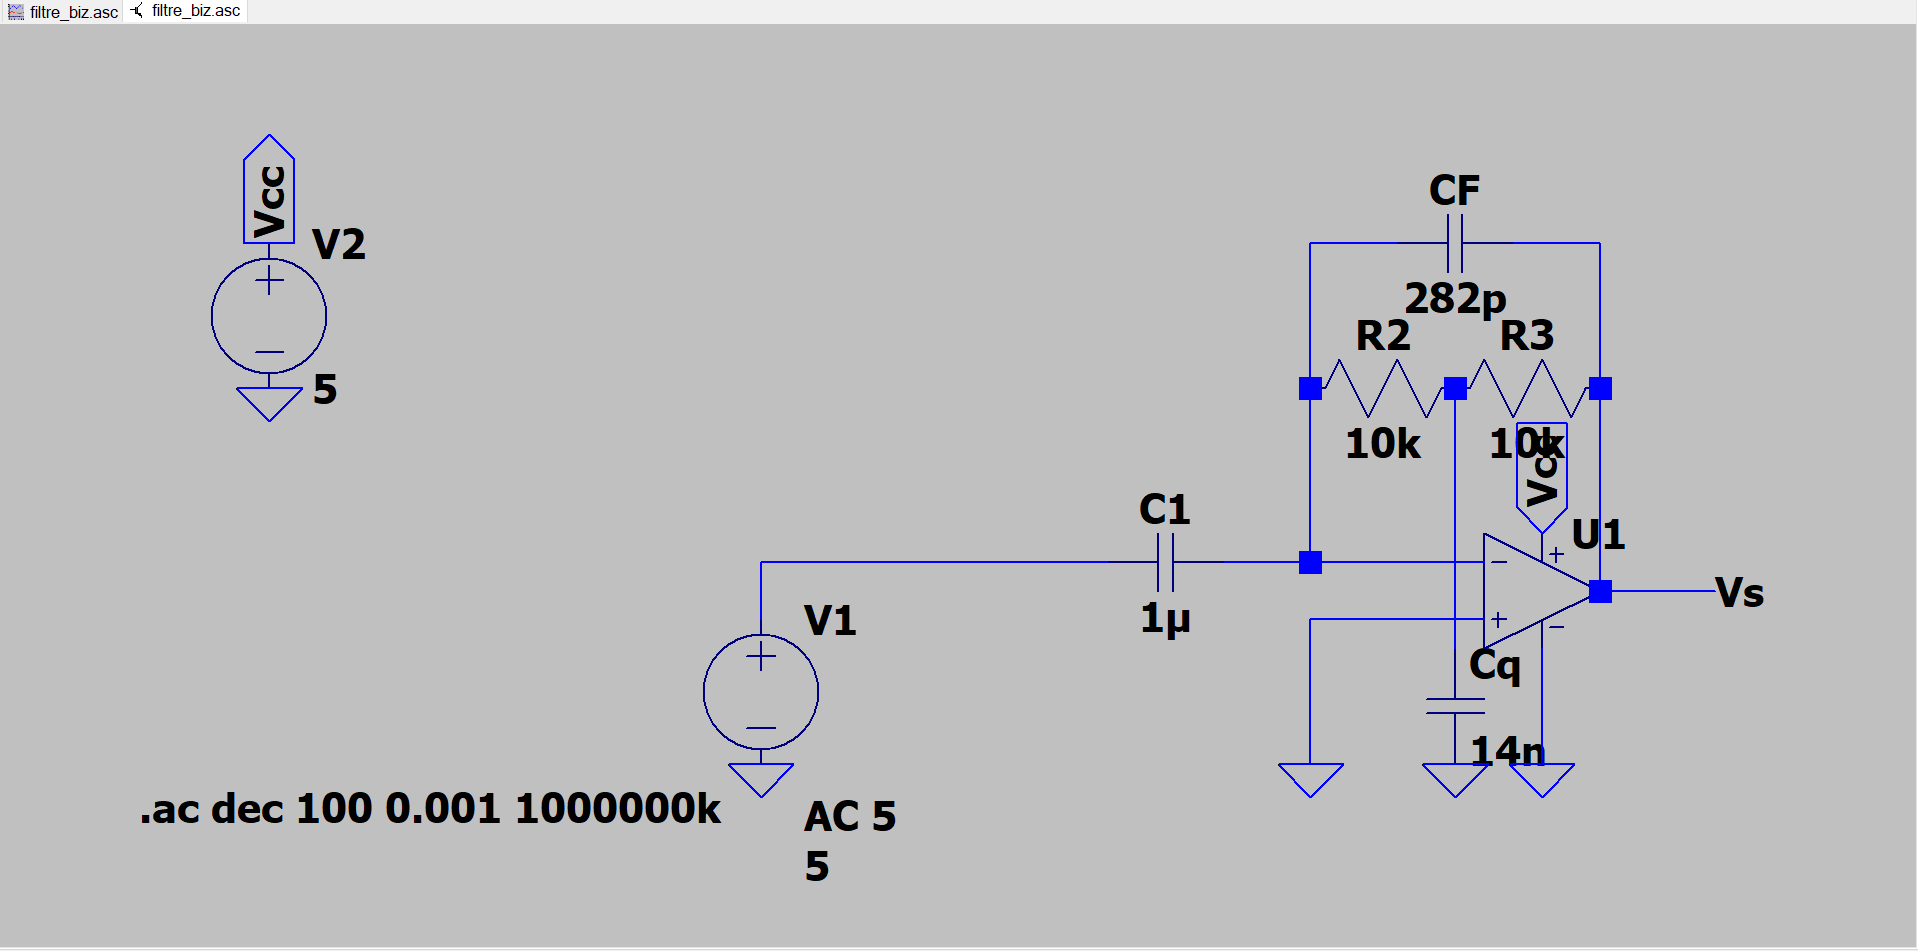 filtre_biz.asc
filtre_biz.asc
Vcc
V2
5
CF
282p
R2
R3
10k
10k
Vcc
C1
1µ
U1
+
−
−
+
Vs
V1
+
−
+
−
Cq
14n
.ac dec 100 0.001 1000000k
AC 5
5